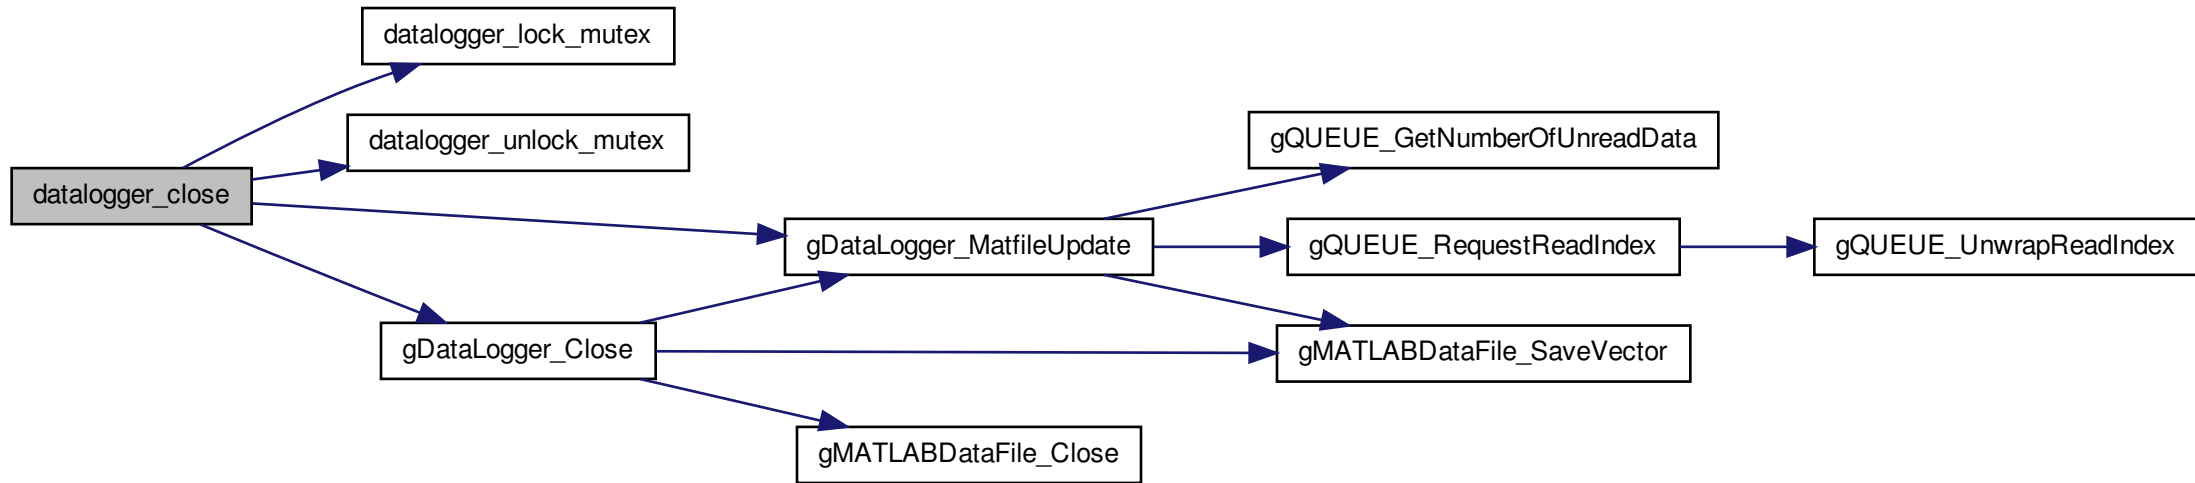 datalogger_lock_mutex
datalogger_unlock_mutex
gQUEUE_GetNumberOfUnreadData
datalogger_close
gDataLogger_MatfileUpdate
gQUEUE_RequestReadIndex
gQUEUE_UnwrapReadIndex
gDataLogger_Close
gMATLABDataFile_SaveVector
gMATLABDataFile_Close